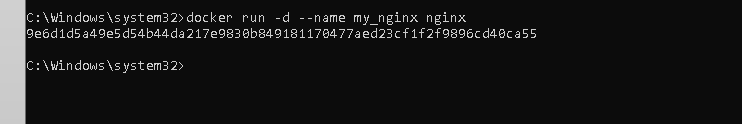 C:\Windows\system32>docker run -d --name my_nginx nginx
9e6d1d5a49e5d54b44da217e9830b849181170477aed23cf1f2f9896cd40ca55
C:\Windows\system32>